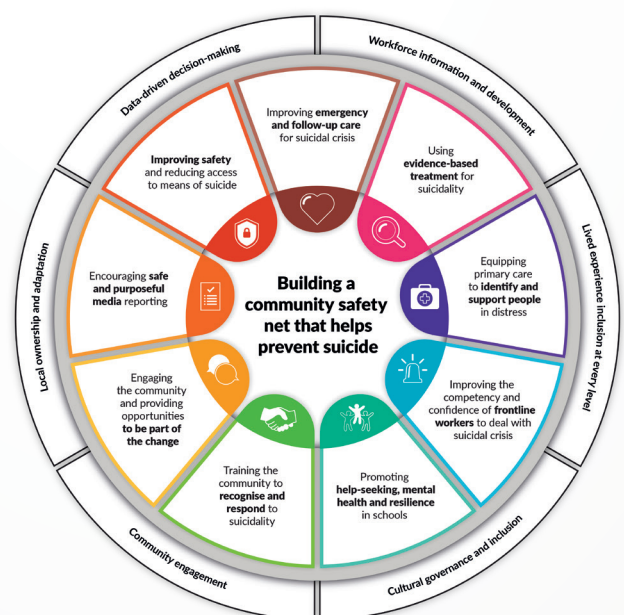 Data-driven decision-making
Workforce information and development
Lived experience inclusion at every level
Cultural governance and inclusion
Community engagement
Local ownership and adaptation
Improving emergency
and follow-up care
for suicidal crisis
Using
evidence-based
treatment for
suicidality
Equipping
primary care
to identify and
support people
in distress
Improving the
competency and
confidence of frontline
workers to deal with
suicidal crisis
Promoting
help-seeking, mental
health and resilience
in schools
Training the
community to
recognise and
respond to
suicidality
Engaging
the community
and providing
opportunities
to be part of
the change
Encouraging safe
and purposeful
media reporting
Improving safety
and reducing access
to means of suicide
Building a
community safety
net that helps
prevent suicide